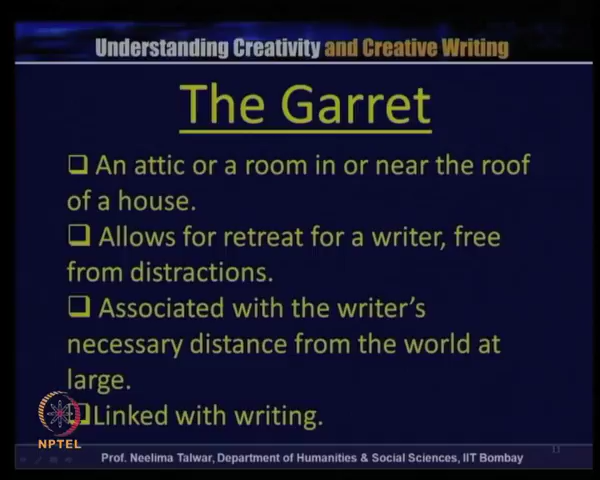 Understanding Creativity and Creative Writing
The Garret
❑ An attic or a room in or near the roof
of a house.
❑ Allows for retreat for a writer, free
from distractions.
❑ Associated with the writer’s
necessary distance from the world at
large.
❑Linked with writing.
NPTEL
Prof. Neelima Talwar, Department of Humanities & Social Sciences, IIT Bombay
11